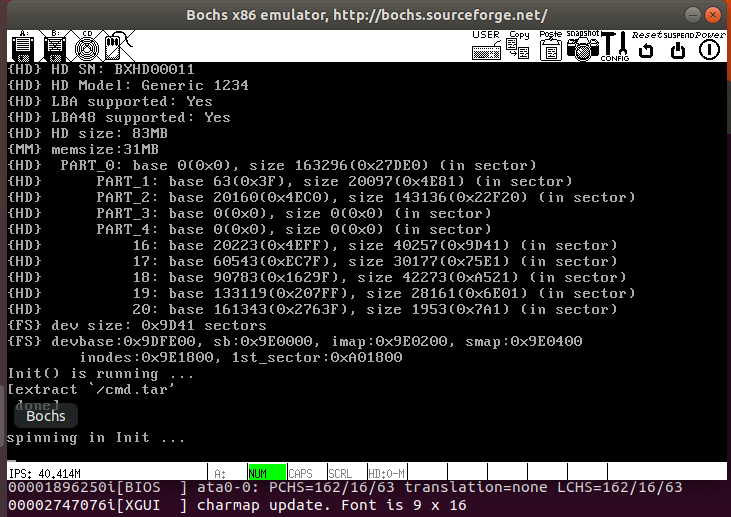 Bochs x86 emulator, http://bochs.sourceforge.net/
A: B: CD USER Copy Paste snapshot CONFIG Reset SUSPEND Power
{HD} HD SN: BXHD00011
{HD} HD Model: Generic 1234
{HD} LBA supported: Yes
{HD} LBA48 supported: Yes
{HD} HD size: 83MB
{MM} memsize:31MB
{HD} PART_0: base 0(0x0), size 163296(0x27DE0) (in sector)
{HD} PART_1: base 63(0x3F), size 20097(0x4E81) (in sector)
{HD} PART_2: base 20160(0x4EC0), size 143136(0x22F20) (in sector)
{HD} PART_3: base 0(0x0), size 0(0x0) (in sector)
{HD} PART_4: base 0(0x0), size 0(0x0) (in sector)
{HD} 16: base 20223(0x4EFF), size 40257(0x9D41) (in sector)
{HD} 17: base 60543(0xEC7F), size 30177(0x75E1) (in sector)
{HD} 18: base 90783(0x1629F), size 42273(0xA521) (in sector)
{HD} 19: base 133119(0x207FF), size 28161(0x6E01) (in sector)
{HD} 20: base 161343(0x2763F), size 1953(0x7A1) (in sector)
{FS} dev size: 0x9D41 sectors
{FS} devbase:0x9DFE00, sb:0x9E0000, imap:0x9E0200, smap:0x9E0400
inodes:0x9E1800, 1st_sector:0xA01800
Init() is running ...
[extract `/cmd.tar'
done]
Bochs
spinning in Init ...
IPS: 40.414M A: NUM CAPS SCRL HD:0-M
00001896250i[BIOS ] ata0-0: PCHS=162/16/63 translation=none LCHS=162/16/63
00002747076i[XGUI ] charmap update. Font is 9 x 16